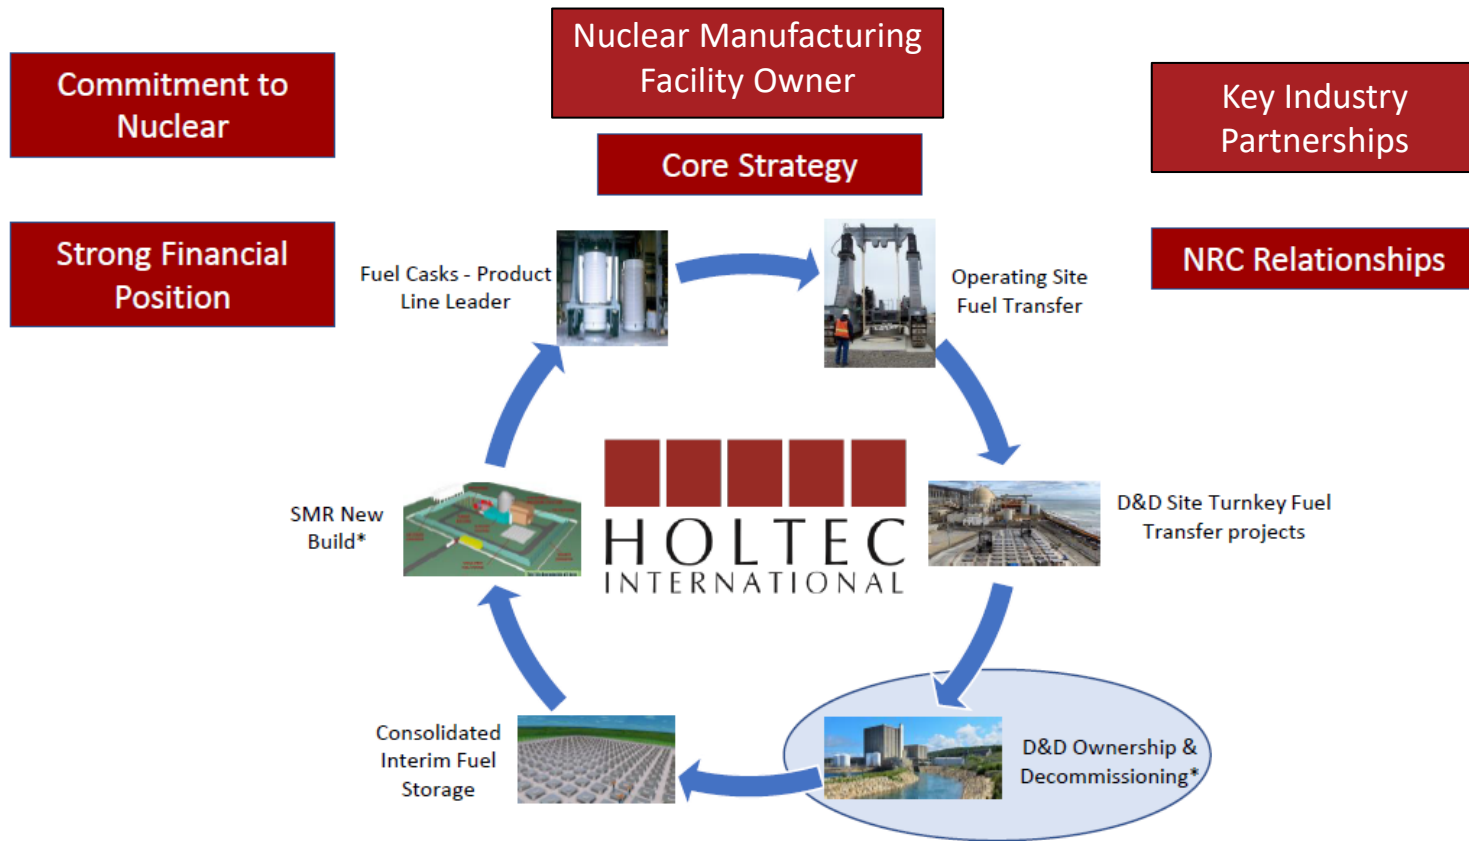 Nuclear Manufacturing
Facility Owner
Commitment to
Nuclear
Key Industry
Partnerships
Core Strategy
Strong Financial
Position
NRC Relationships
Fuel Casks - Product
Line Leader
Operating Site
Fuel Transfer
SMR New
Build*
HOLTEC
INTERNATIONAL
D&D Site Turnkey Fuel
Transfer projects
Consolidated
Interim Fuel
Storage
D&D Ownership &
Decommissioning*